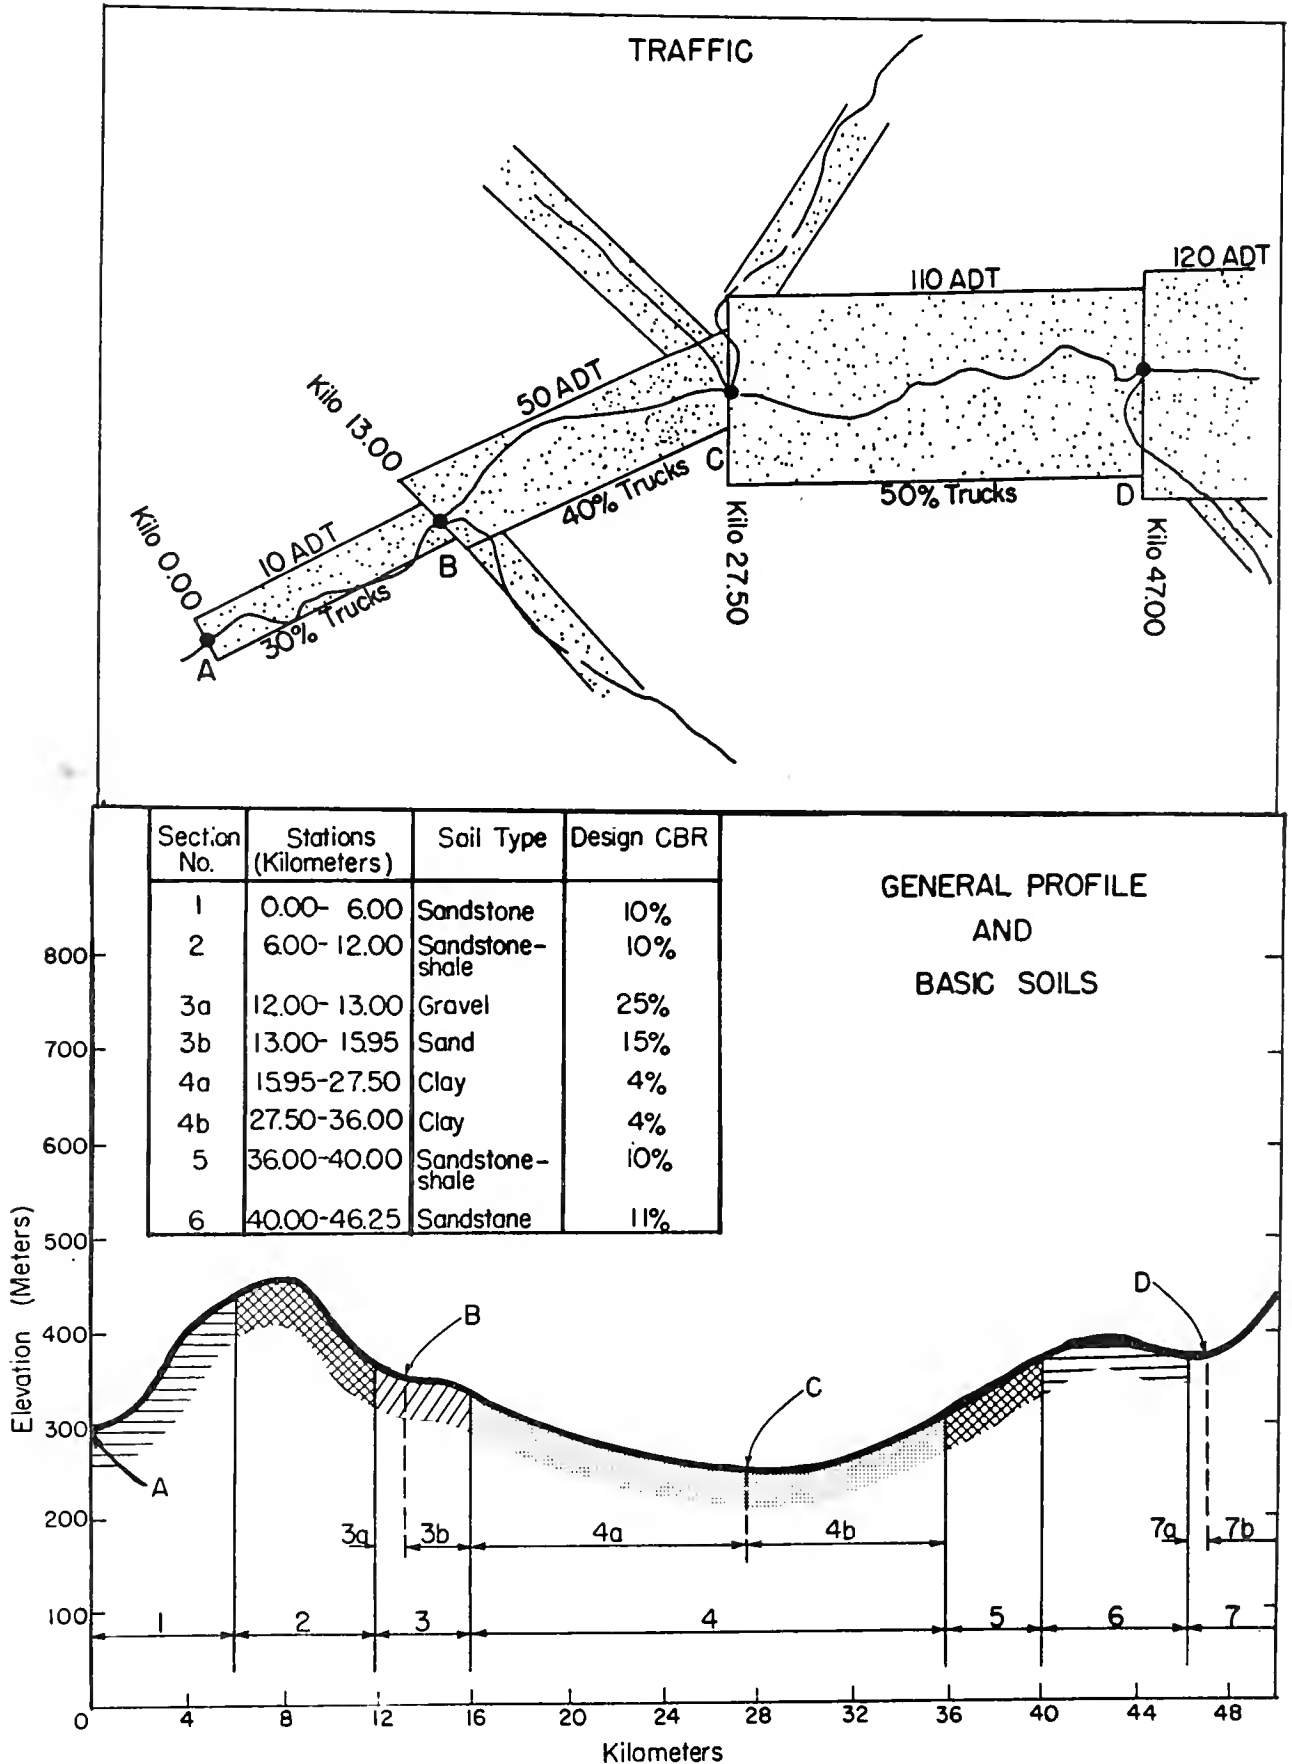 TRAFFIC
120 ADT
110 ADT
50 ADT
Kilo 13.00
10 ADT
Kilo 0.00
A
30% Trucks
B
40% Trucks
C
Kilo 27.50
50% Trucks
D
Kilo 47.00
Section No. | Stations (Kilometers) | Soil Type | Design CBR
1 | 0.00- 6.00 | Sandstone | 10%
2 | 6.00-12.00 | Sandstone-shale | 10%
3a | 12.00-13.00 | Gravel | 25%
3b | 13.00-15.95 | Sand | 15%
4a | 15.95-27.50 | Clay | 4%
4b | 27.50-36.00 | Clay | 4%
5 | 36.00-40.00 | Sandstone-shale | 10%
6 | 40.00-46.25 | Sandstone | 11%
GENERAL PROFILE
AND
BASIC SOILS
Elevation (Meters)
800
700
600
500
400
300
200
100
0
A
B
C
D
3a
3b
4a
4b
7a
7b
1
2
3
4
5
6
7
4
8
12
16
20
24
28
32
36
40
44
48
Kilometers